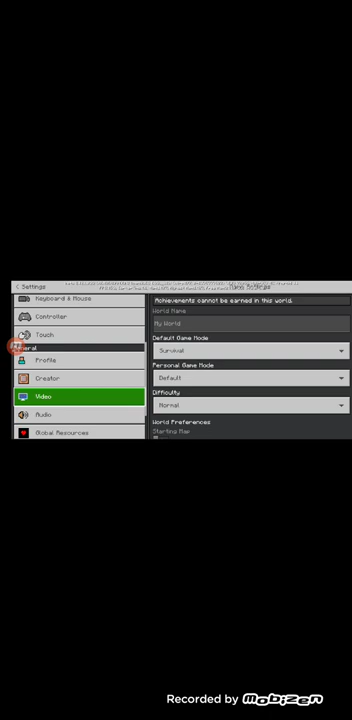 Settings
Keyboard & Mouse
Controller
Touch
General
Profile
Creator
Video
Audio
Global Resources
Achievements cannot be earned in this world.
World Name
My World
Default Game Mode
Survival
Personal Game Mode
Default
Difficulty
Normal
World Preferences
Starting Map
Recorded by mobizen